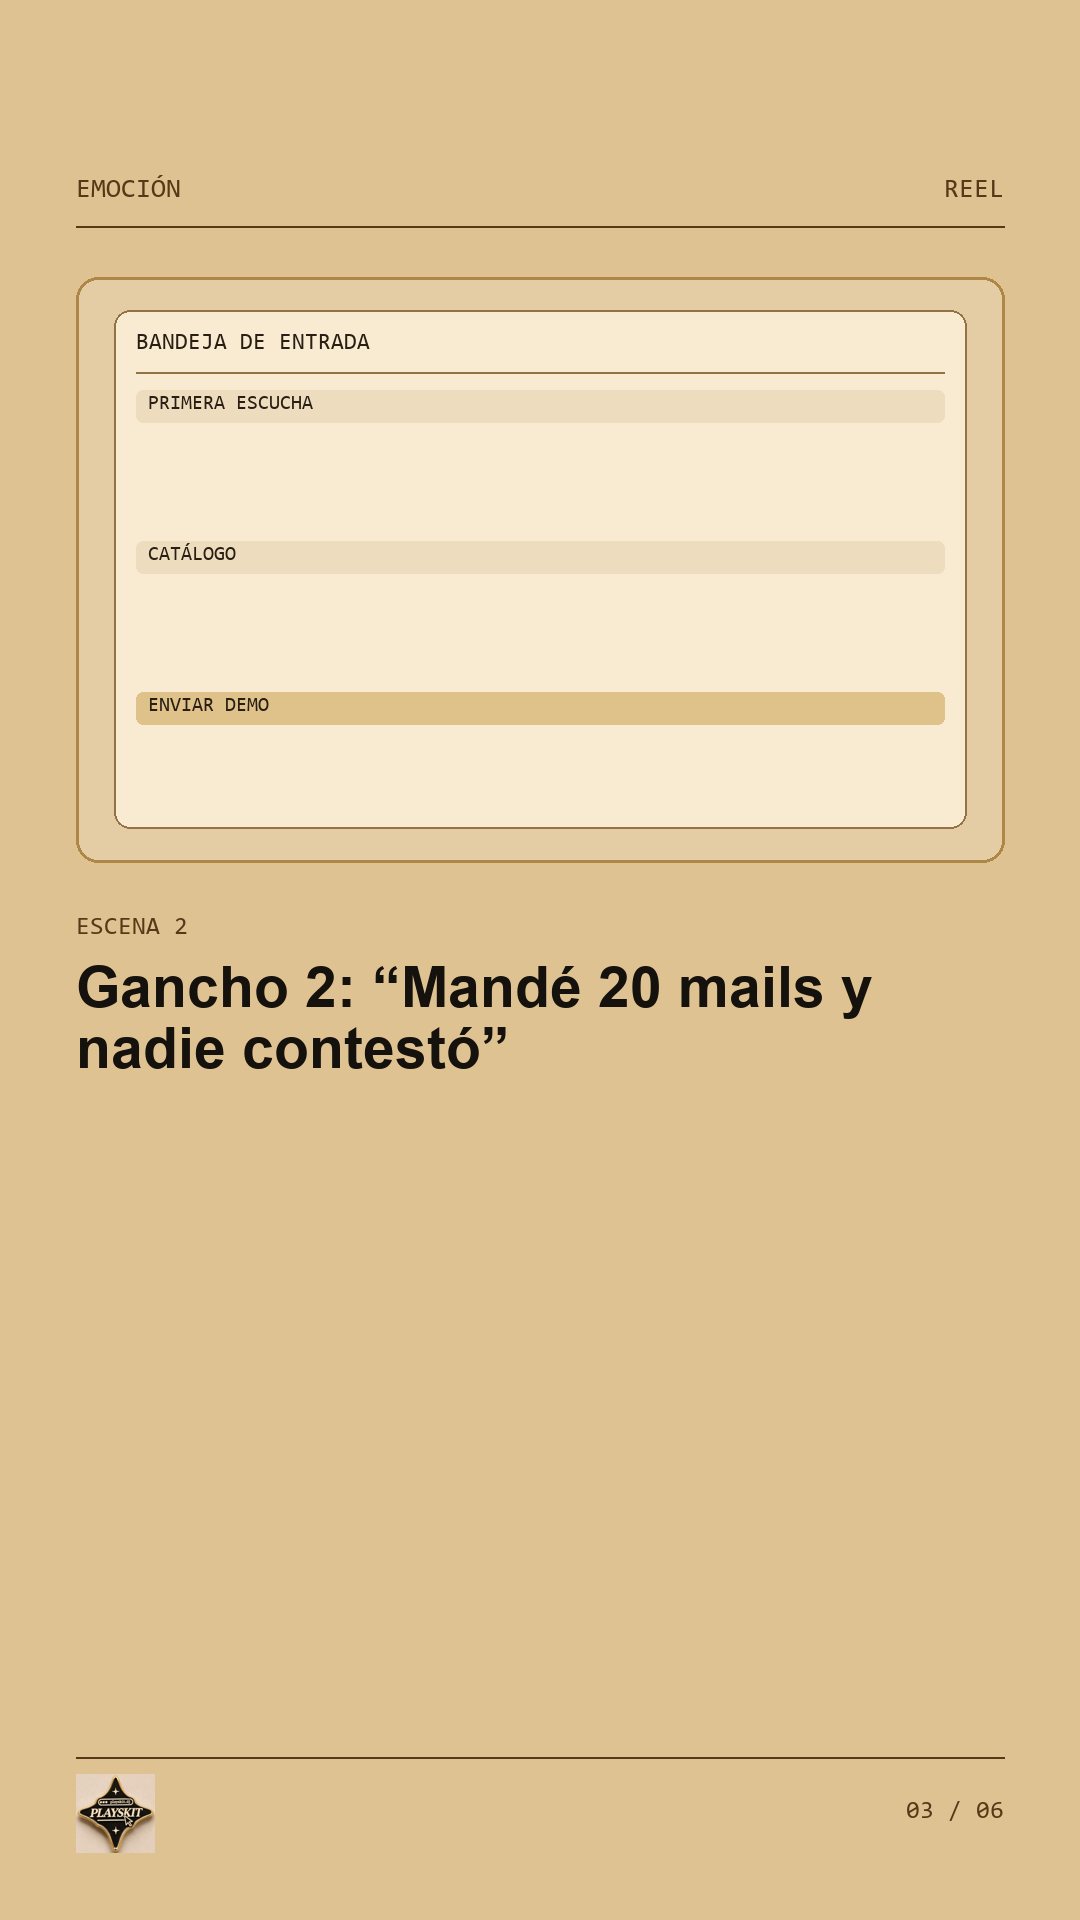 EMOCIÓN
REEL
BANDEJA DE ENTRADA
PRIMERA ESCUCHA
CATÁLOGO
ENVIAR DEMO
ESCENA 2
Gancho 2: “Mandé 20 mails y
nadie contestó”
PLAYSKIT
03 / 06